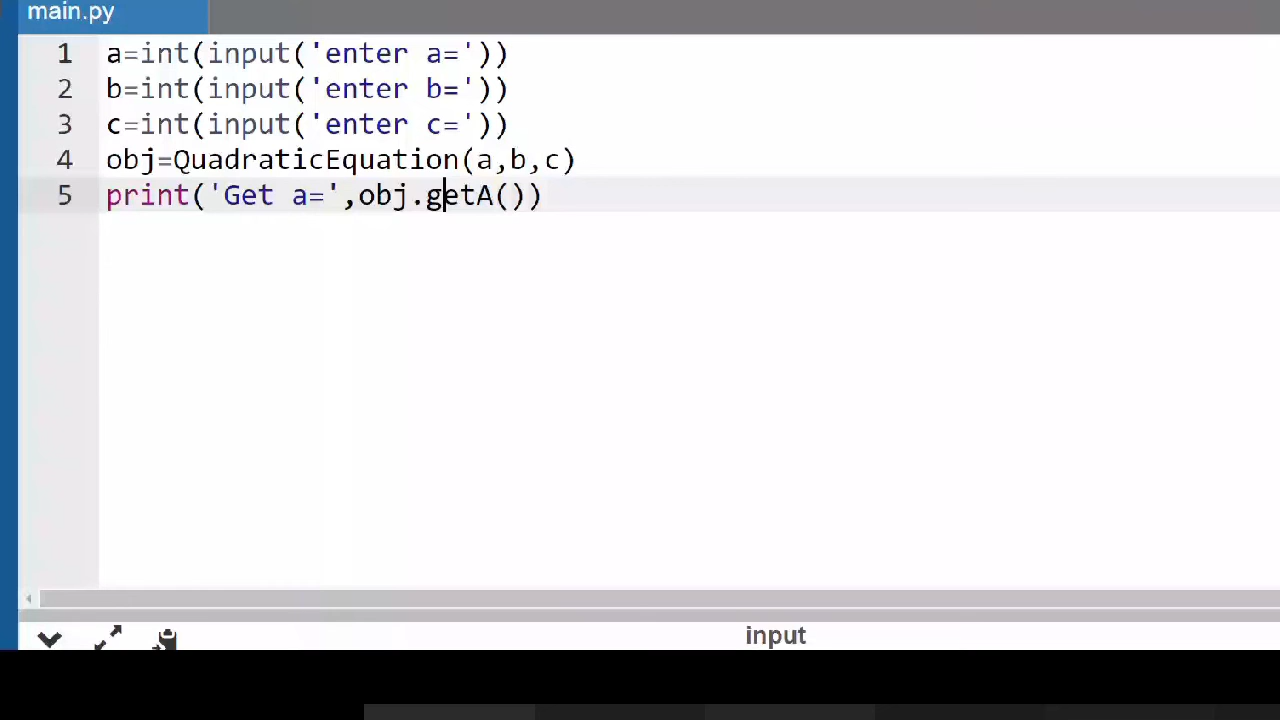 main.py
1 a=int(input('enter a='))
2 b=int(input('enter b='))
3 c=int(input('enter c='))
4 obj=QuadraticEquation(a,b,c)
5 print('Get a=',obj.getA())
input